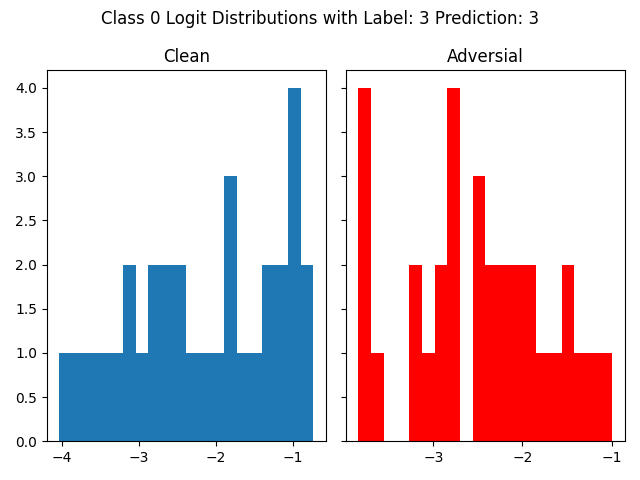 Class 0 Logit Distributions with Label: 3 Prediction: 3
Clean
Adversial
4.0
3.5
3.0
2.5
2.0
1.5
1.0
0.5
0.0
−4 −3 −2 −1
−3 −2 −1